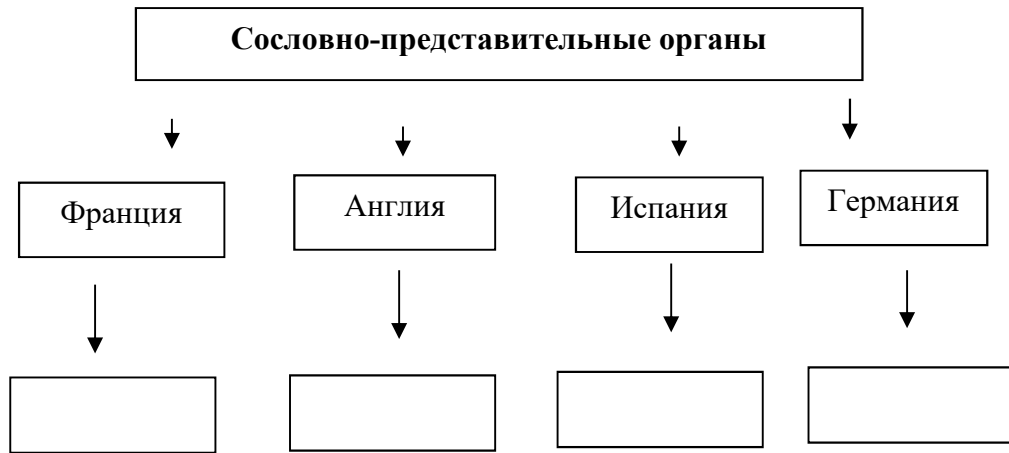 Сословно-представительные органы
Франция
Англия
Испания
Германия